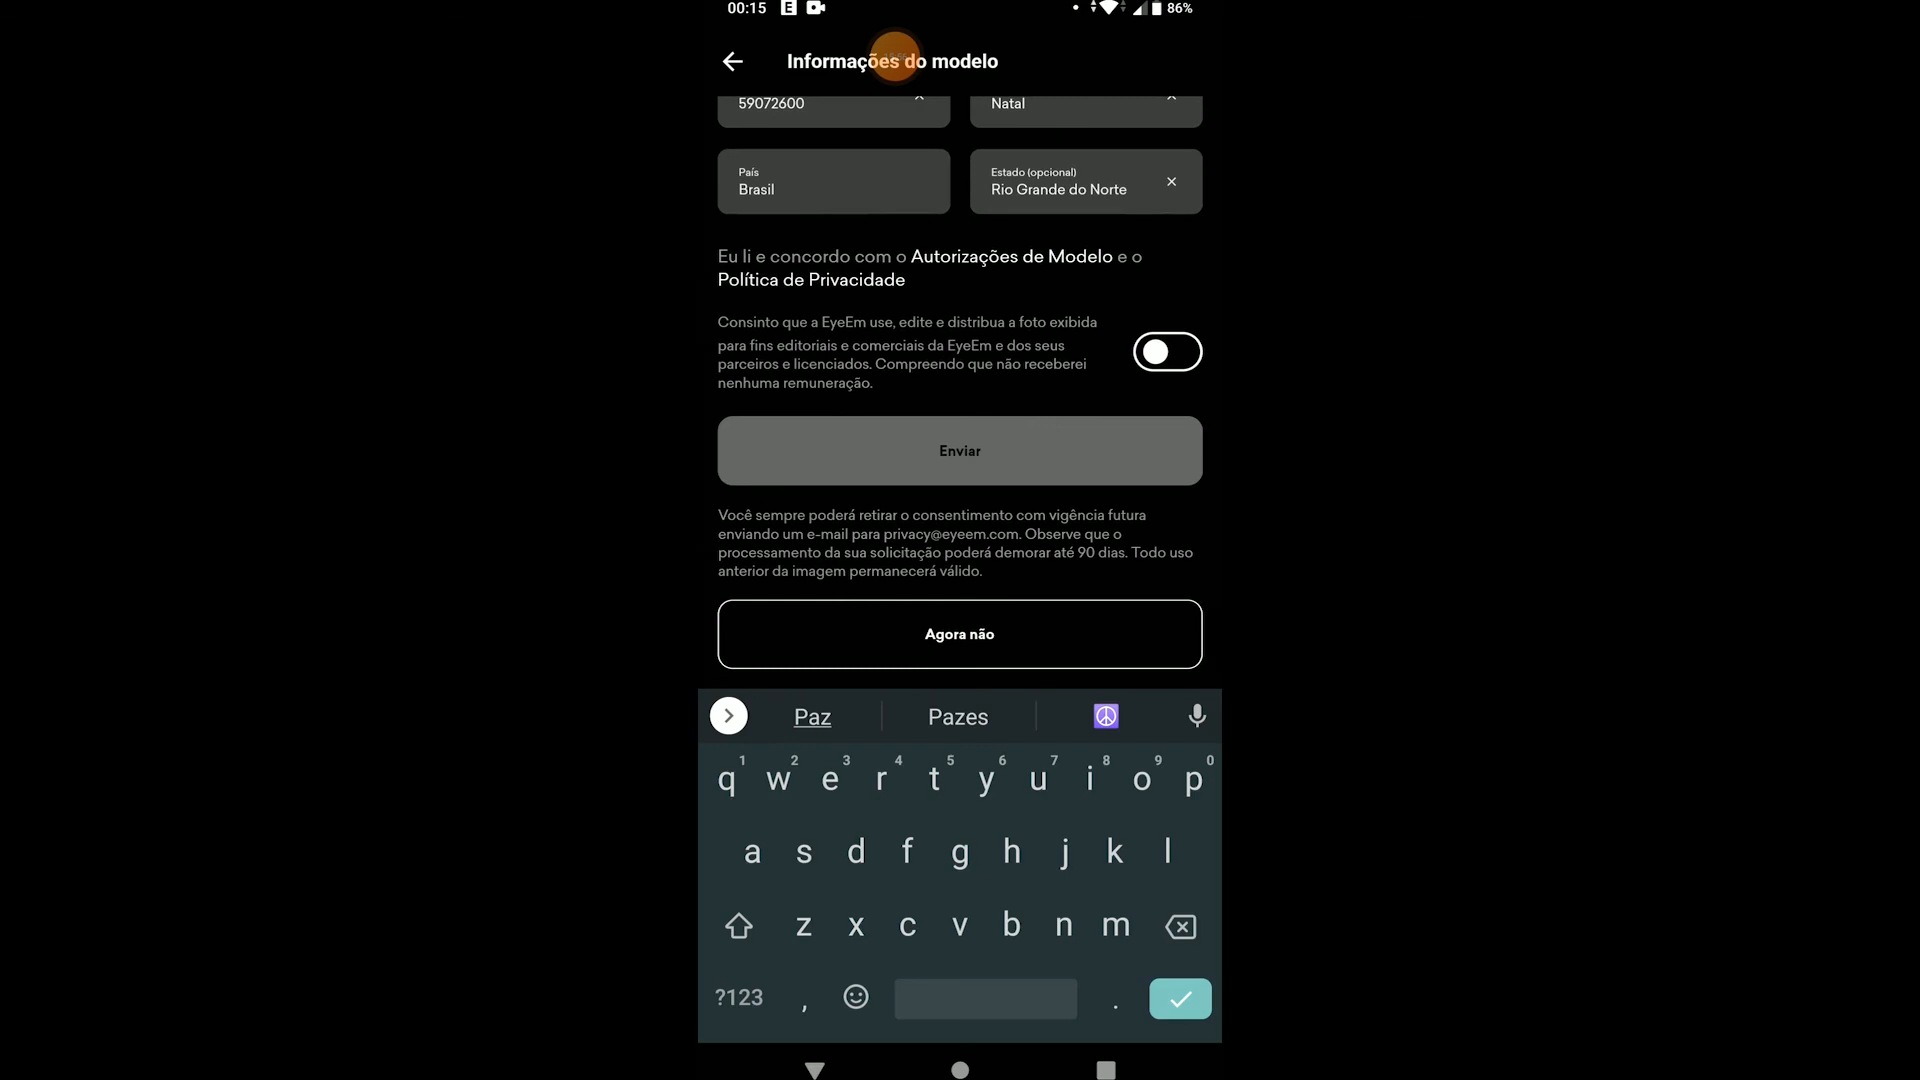 00:15 E 86%
Informações do modelo
59072600 Natal
País Estado (opcional)
Brasil Rio Grande do Norte
Eu li e concordo com o Autorizações de Modelo e o
Política de Privacidade
Consinto que a EyeEm use, edite e distribua a foto exibida
para fins editoriais e comerciais da EyeEm e dos seus
parceiros e licenciados. Compreendo que não receberei
nenhuma remuneração.
Enviar
Você sempre poderá retirar o consentimento com vigência futura
enviando um e-mail para privacy@eyeem.com. Observe que o
processamento da sua solicitação poderá demorar até 90 dias. Todo uso
anterior da imagem permanecerá válido.
Agora não
Paz Pazes
1 2 3 4 5 6 7 8 9 0
q w e r t y u i o p
a s d f g h j k l
z x c v b n m
?123 , .